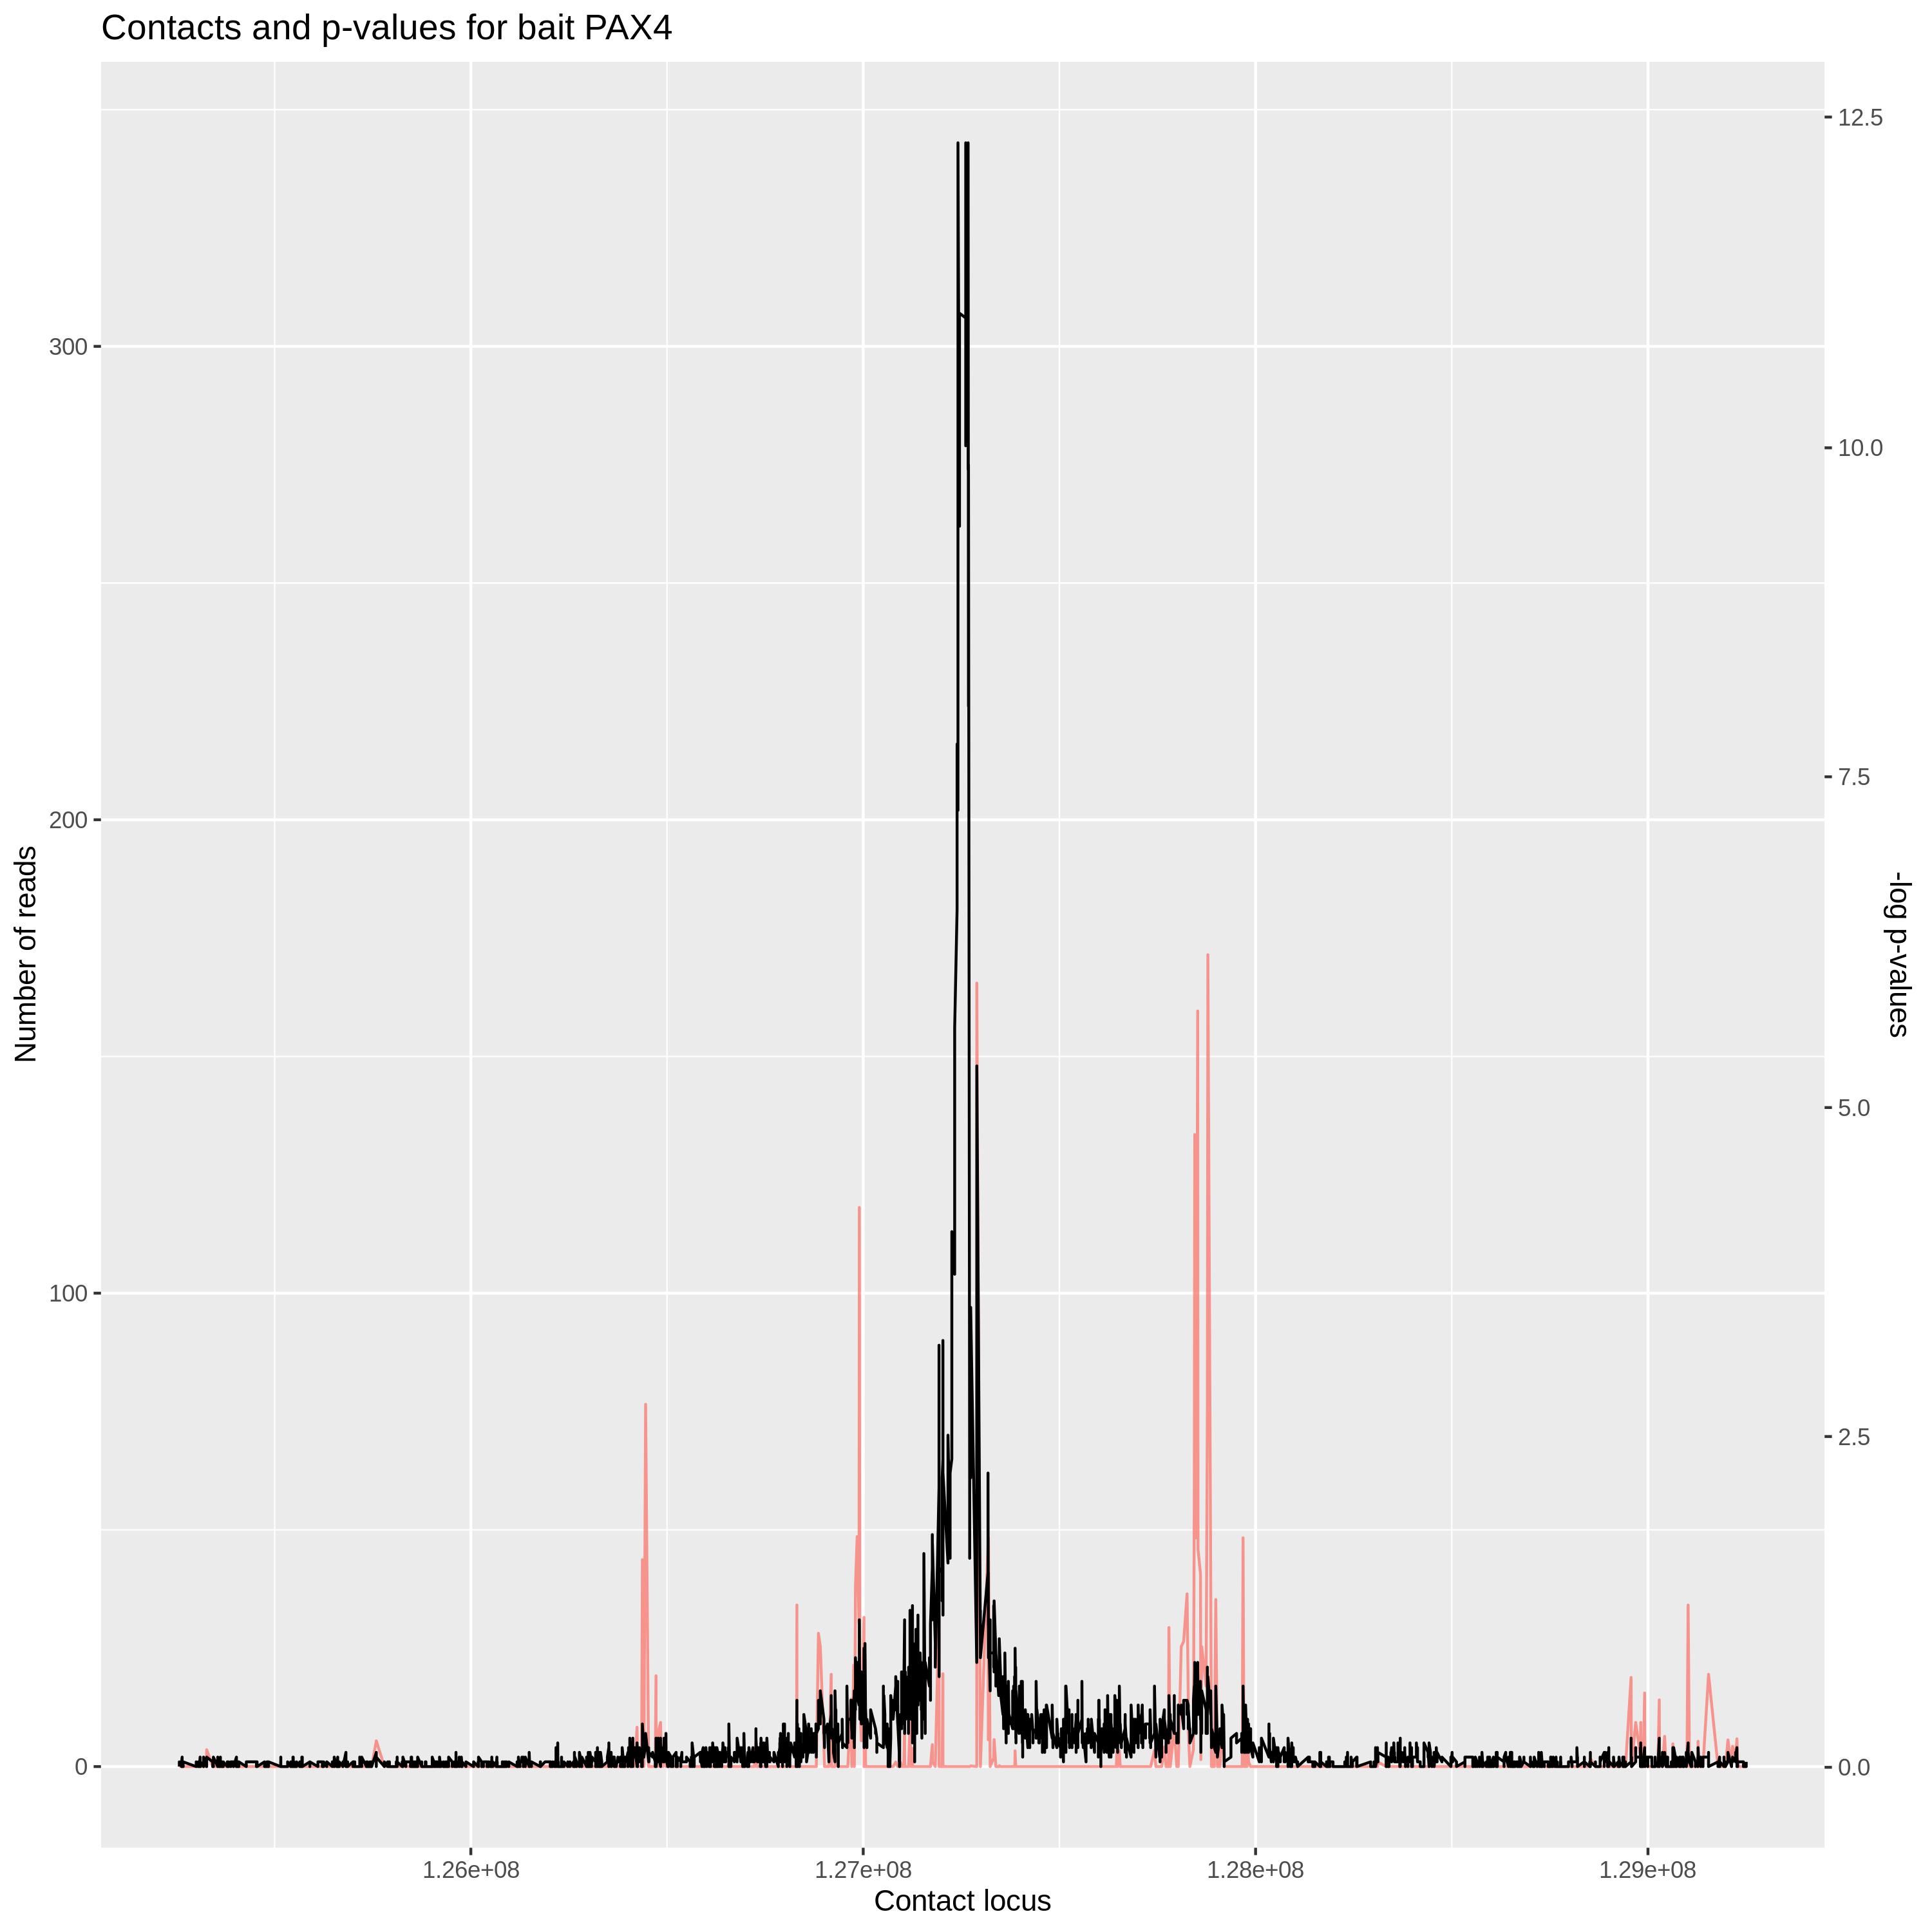 Contacts and p-values for bait PAX4
Number of reads
300
200
100
0
12.5
10.0
7.5
5.0
2.5
0.0
-log p-values
1.26e+08
1.27e+08
1.28e+08
1.29e+08
Contact locus